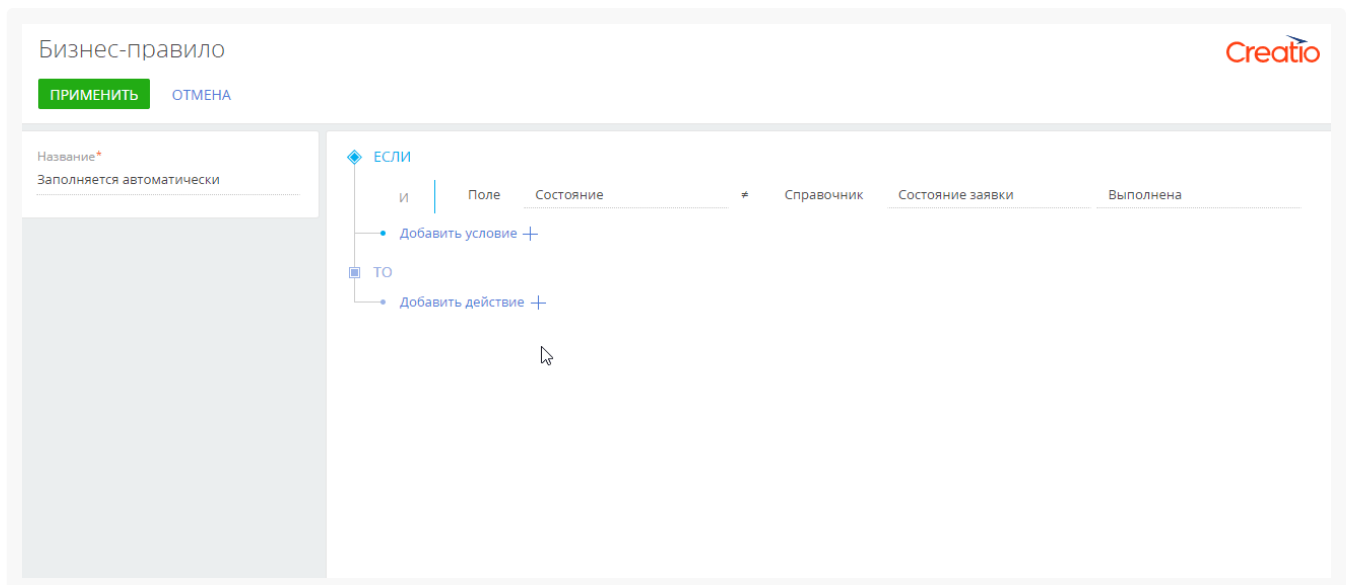 Бизнес-правило
Creatio
ПРИМЕНИТЬ ОТМЕНА
Название*
Заполняется автоматически
ЕСЛИ
И Поле Состояние ≠ Справочник Состояние заявки Выполнена
Добавить условие +
ТО
Добавить действие +